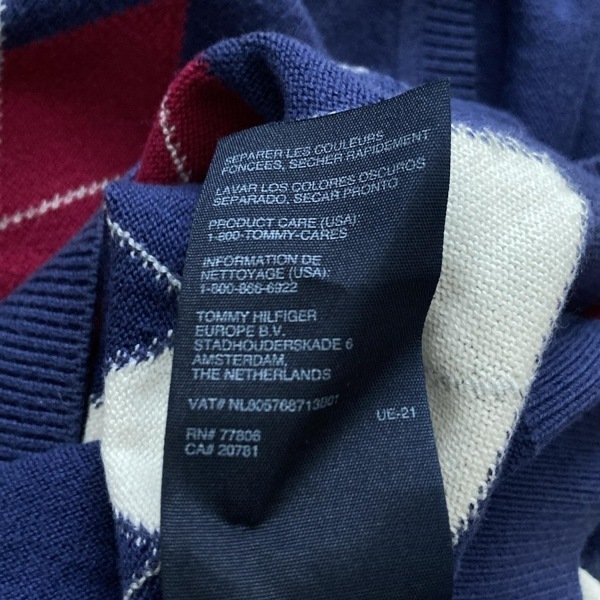 SEPARER LES COULEURS
FONCEES, SECHER RAPIDEMENT
LAVAR LOS COLORES OSCUROS
SEPARADO, SECAR PRONTO
PRODUCT CARE (USA):
1-800-TOMMY-CARES
INFORMATION DE
NETTOYAGE (USA):
1-800-866-6922
TOMMY HILFIGER
EUROPE B.V.
STADHOUDERSKADE 6
AMSTERDAM,
THE NETHERLANDS
VAT# NL805768713B01
UE-21
RN# 77806
CA# 20781